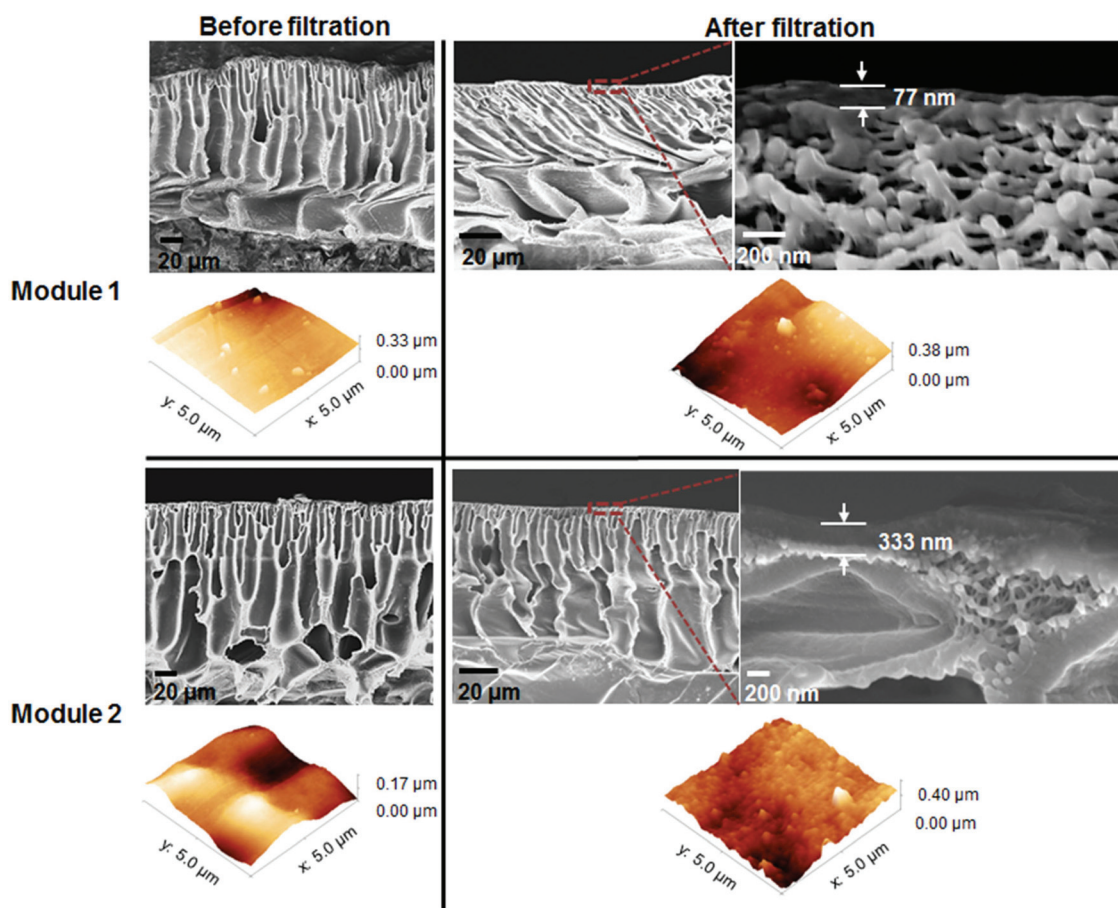 Before filtration
After filtration
77 nm
20 µm
20 µm
200 nm
Module 1
0.33 µm
0.00 µm
y: 5.0 µm
x: 5.0 µm
0.38 µm
0.00 µm
y: 5.0 µm
x: 5.0 µm
333 nm
20 µm
20 µm
200 nm
Module 2
0.17 µm
0.00 µm
y: 5.0 µm
x: 5.0 µm
0.40 µm
0.00 µm
y: 5.0 µm
x: 5.0 µm